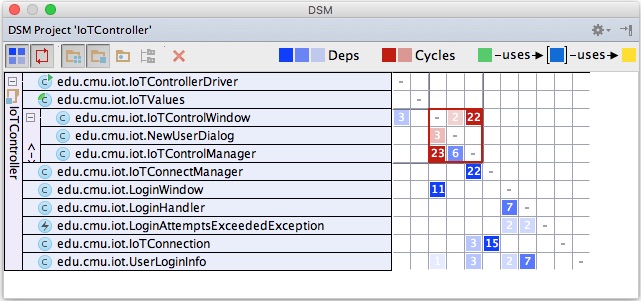 DSM
DSM Project 'IoTController'
Deps Cycles -uses→ [ ] -uses→
IoTController
edu.cmu.iot.IoTControllerDriver -
edu.cmu.iot.IoTValues -
edu.cmu.iot.IoTControlWindow 3 - 2 22
edu.cmu.iot.NewUserDialog 3 -
edu.cmu.iot.IoTControlManager 23 6 -
edu.cmu.iot.IoTConnectManager 22 -
edu.cmu.iot.LoginWindow 11 -
edu.cmu.iot.LoginHandler 7 -
edu.cmu.iot.LoginAttemptsExceededException 2 2 -
edu.cmu.iot.IoTConnection 3 15 -
edu.cmu.iot.UserLoginInfo 1 3 2 7 -